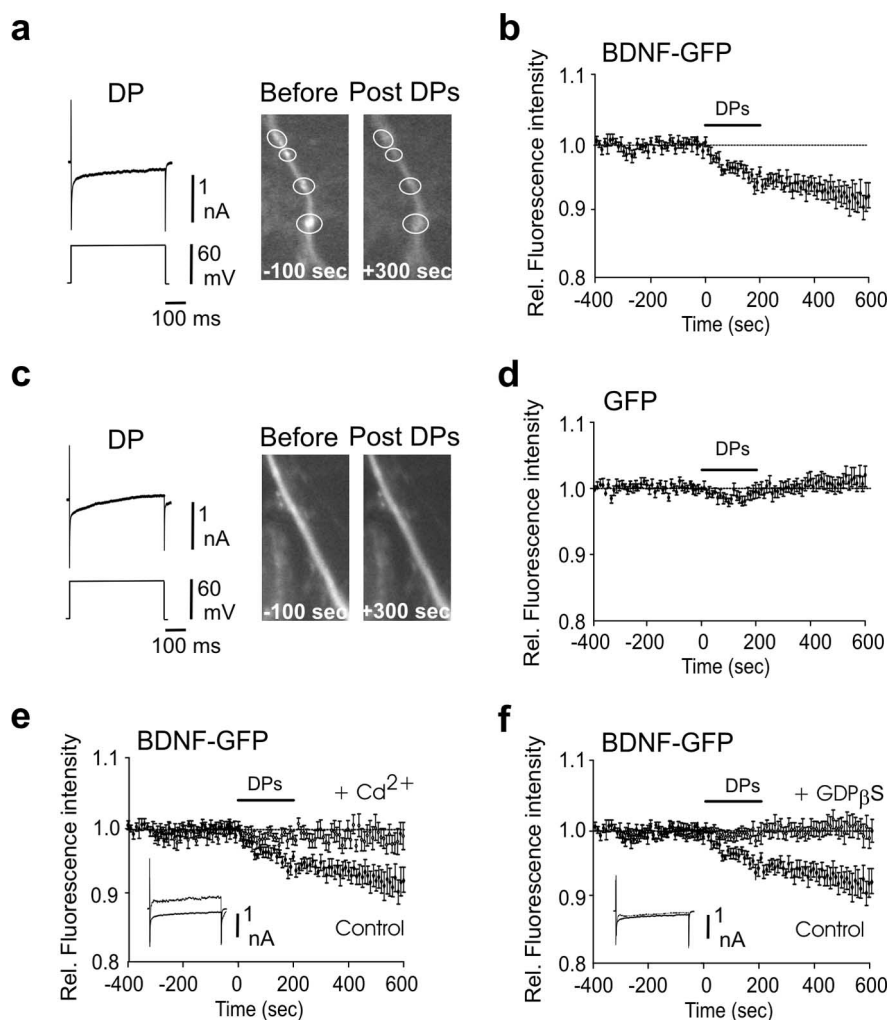 a
DP
1
nA
60
mV
100 ms
Before Post DPs
-100 sec +300 sec
b
BDNF-GFP
DPs
Rel. Fluorescence intensity
1.1
1.0
0.9
0.8
-400 -200 0 200 400 600
Time (sec)
c
DP
1
nA
60
mV
100 ms
Before Post DPs
-100 sec +300 sec
d
GFP
DPs
Rel. Fluorescence intensity
1.1
1.0
0.9
0.8
-400 -200 0 200 400 600
Time (sec)
e
BDNF-GFP
DPs
+ Cd2+
Control
1
nA
Rel. Fluorescence intensity
1.1
1.0
0.9
0.8
-400 -200 0 200 400 600
Time (sec)
f
BDNF-GFP
DPs
+ GDPβS
Control
1
nA
Rel. Fluorescence intensity
1.1
1.0
0.9
0.8
-400 -200 0 200 400 600
Time (sec)